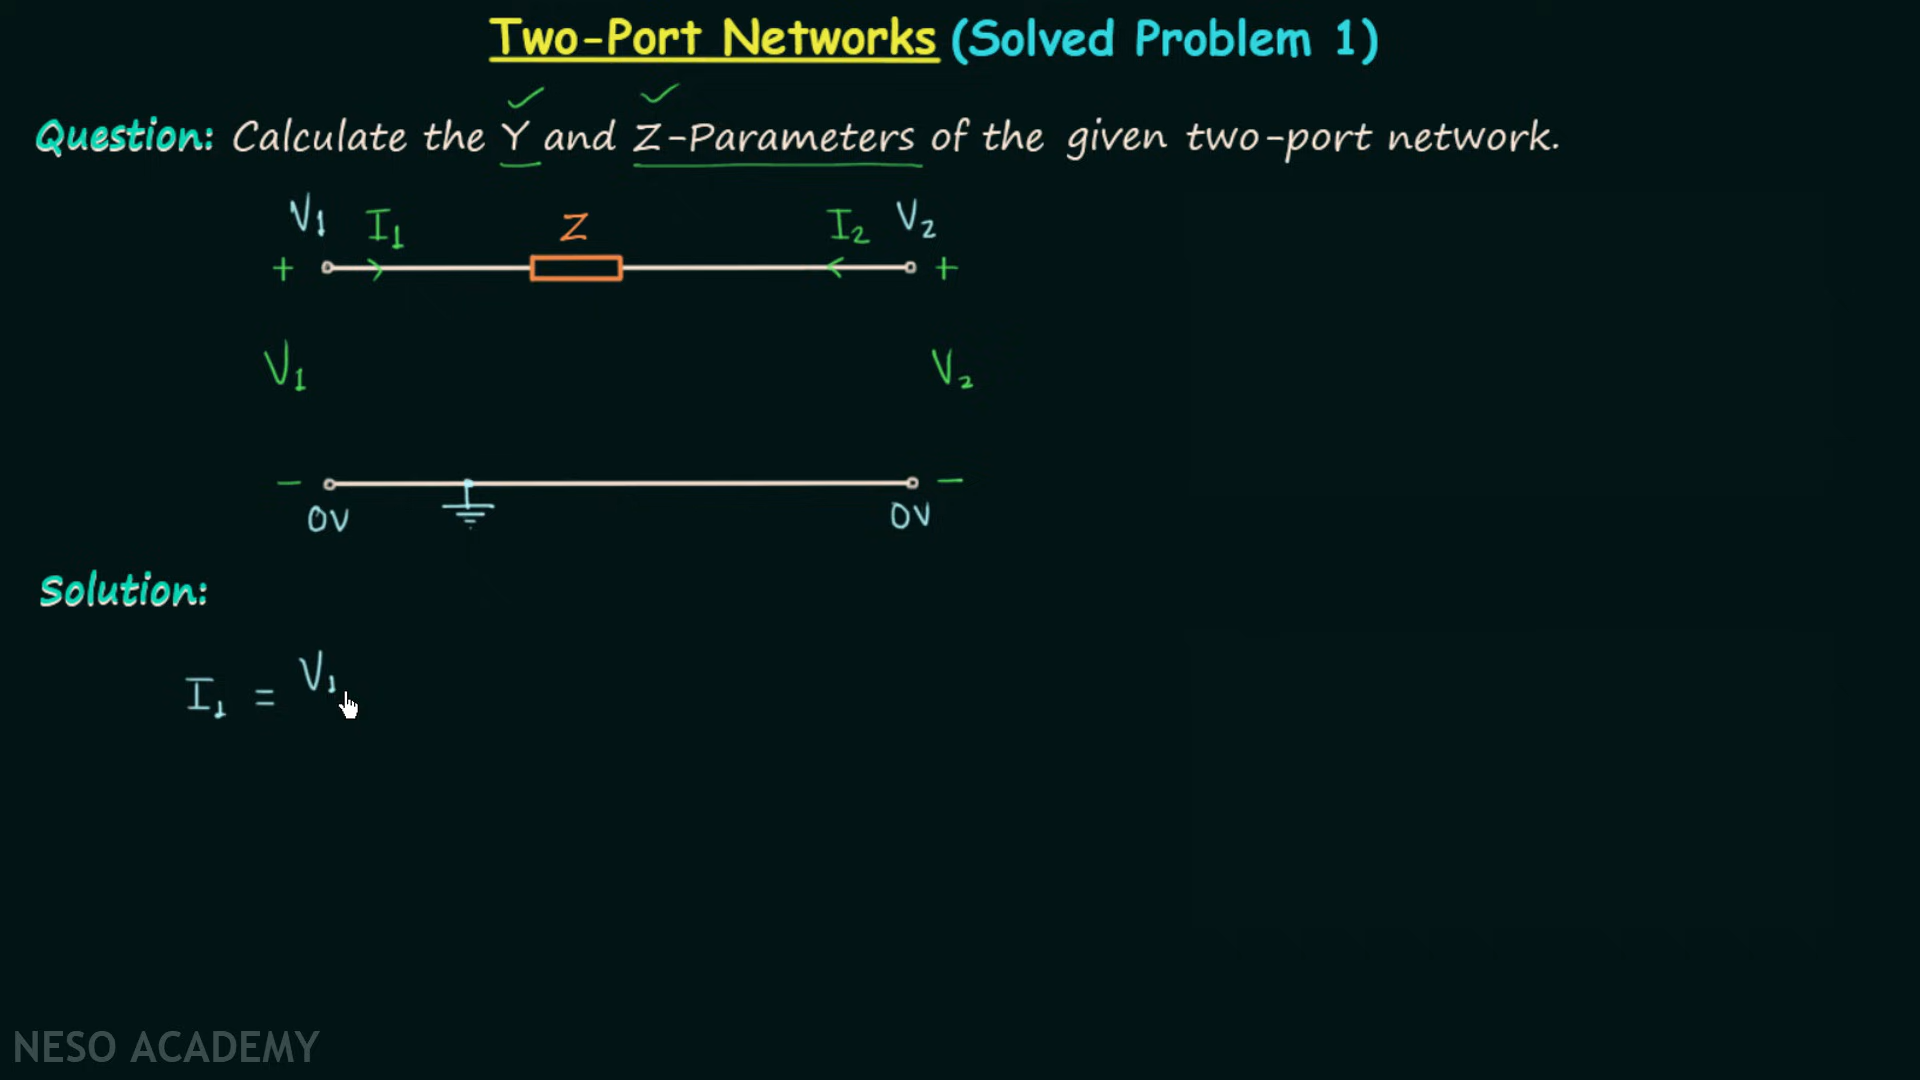 Two-Port Networks (Solved Problem 1)
Question: Calculate the Y and Z-Parameters of the given two-port network.
V₁ I₁ Z I₂ V₂
+ +
V₁ V₂
- -
0V 0V
Solution:
I₁ = V₁
NESO ACADEMY